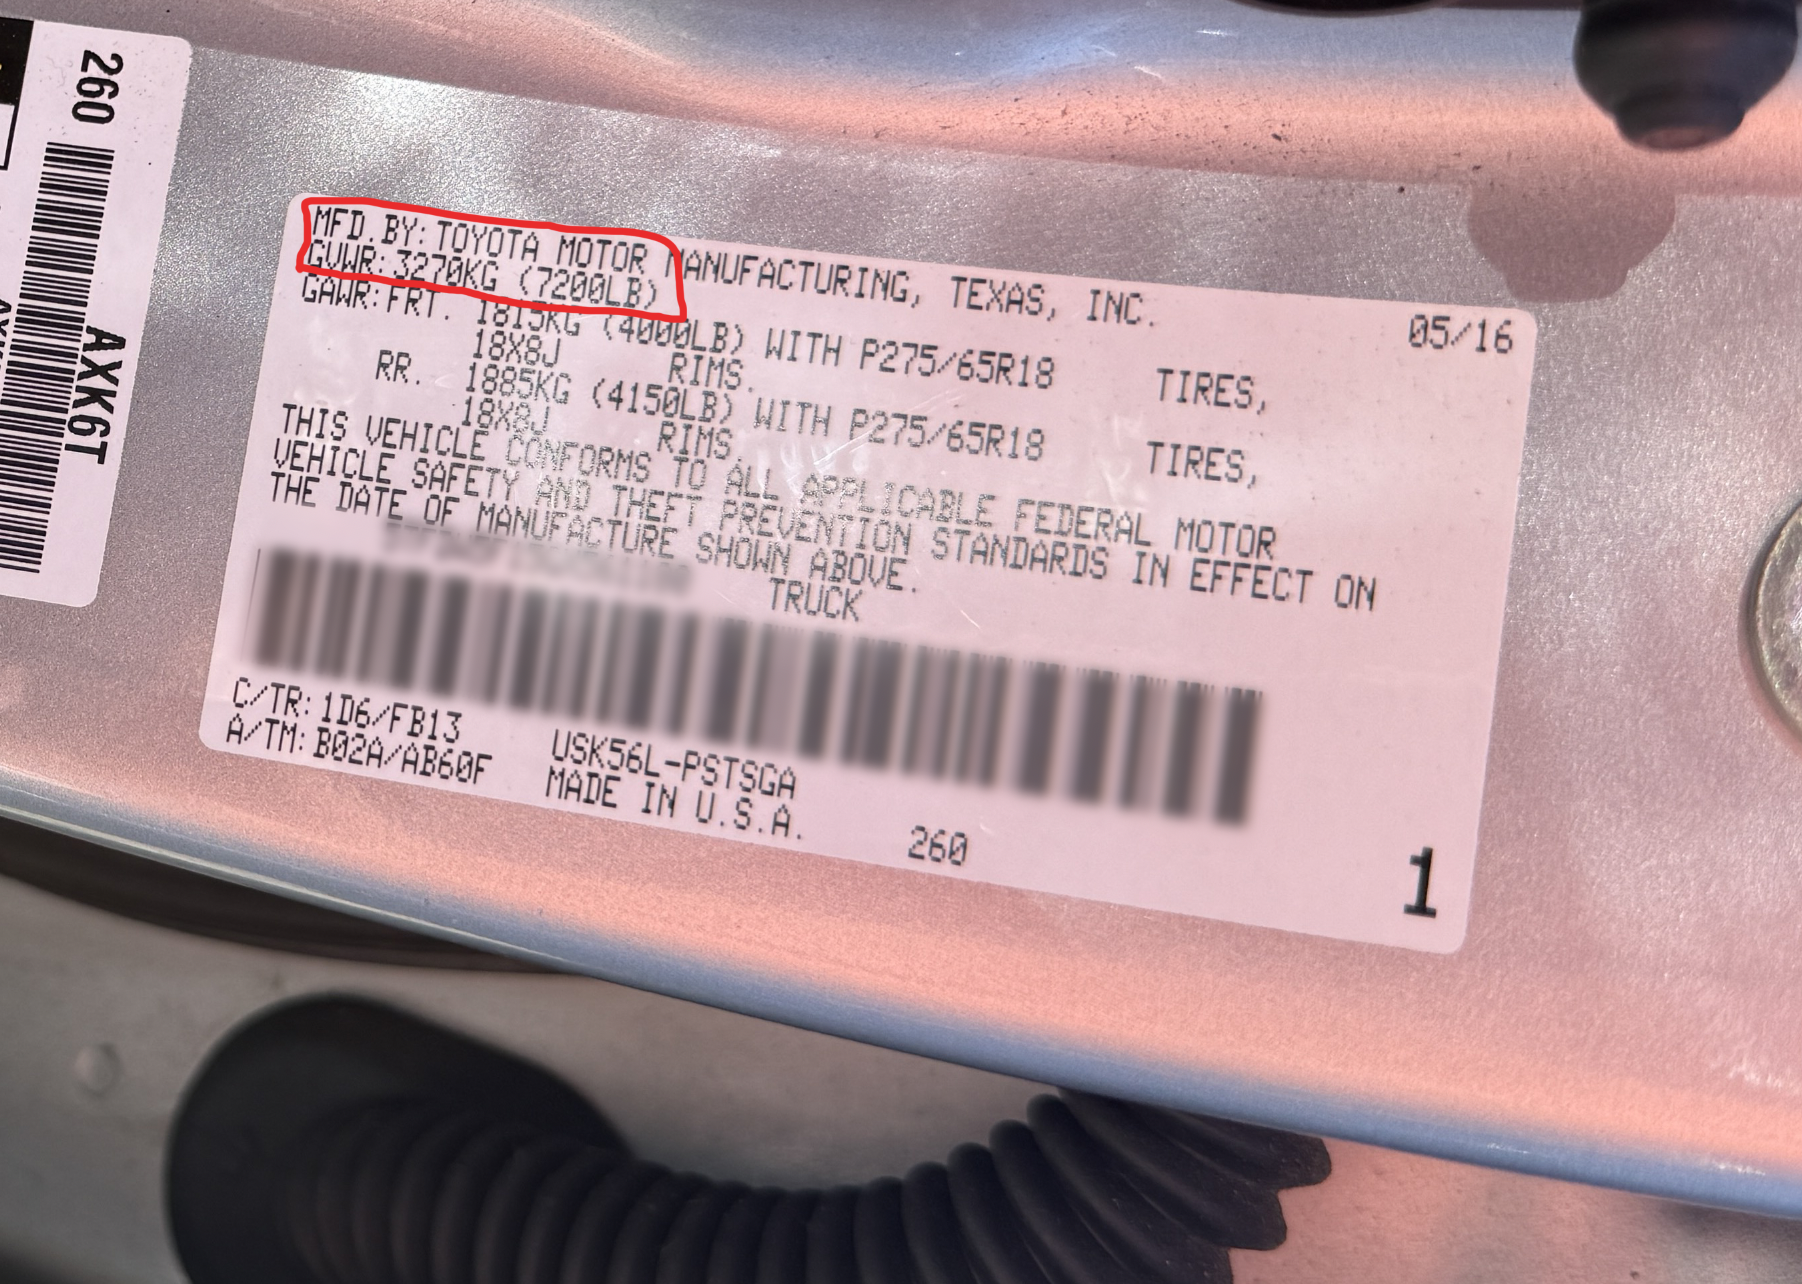 260
AXK6T
MFD.BY:TOYOTA MOTOR MANUFACTURING, TEXAS, INC.
GVWR:3270KG (7200LB) 05/16
GAWR:FRT. 1815KG (4000LB) WITH P275/65R18 TIRES,
18X8J RIMS.
RR. 1885KG (4150LB) WITH P275/65R18 TIRES,
18X8J RIMS.
THIS VEHICLE CONFORMS TO ALL APPLICABLE FEDERAL MOTOR
VEHICLE SAFETY AND THEFT PREVENTION STANDARDS IN EFFECT ON
THE DATE OF MANUFACTURE SHOWN ABOVE.
TRUCK
C/TR:1D6/FB13 USK56L-PSTSGA
A/TM:B02A/AB60F MADE IN U.S.A.
260
1